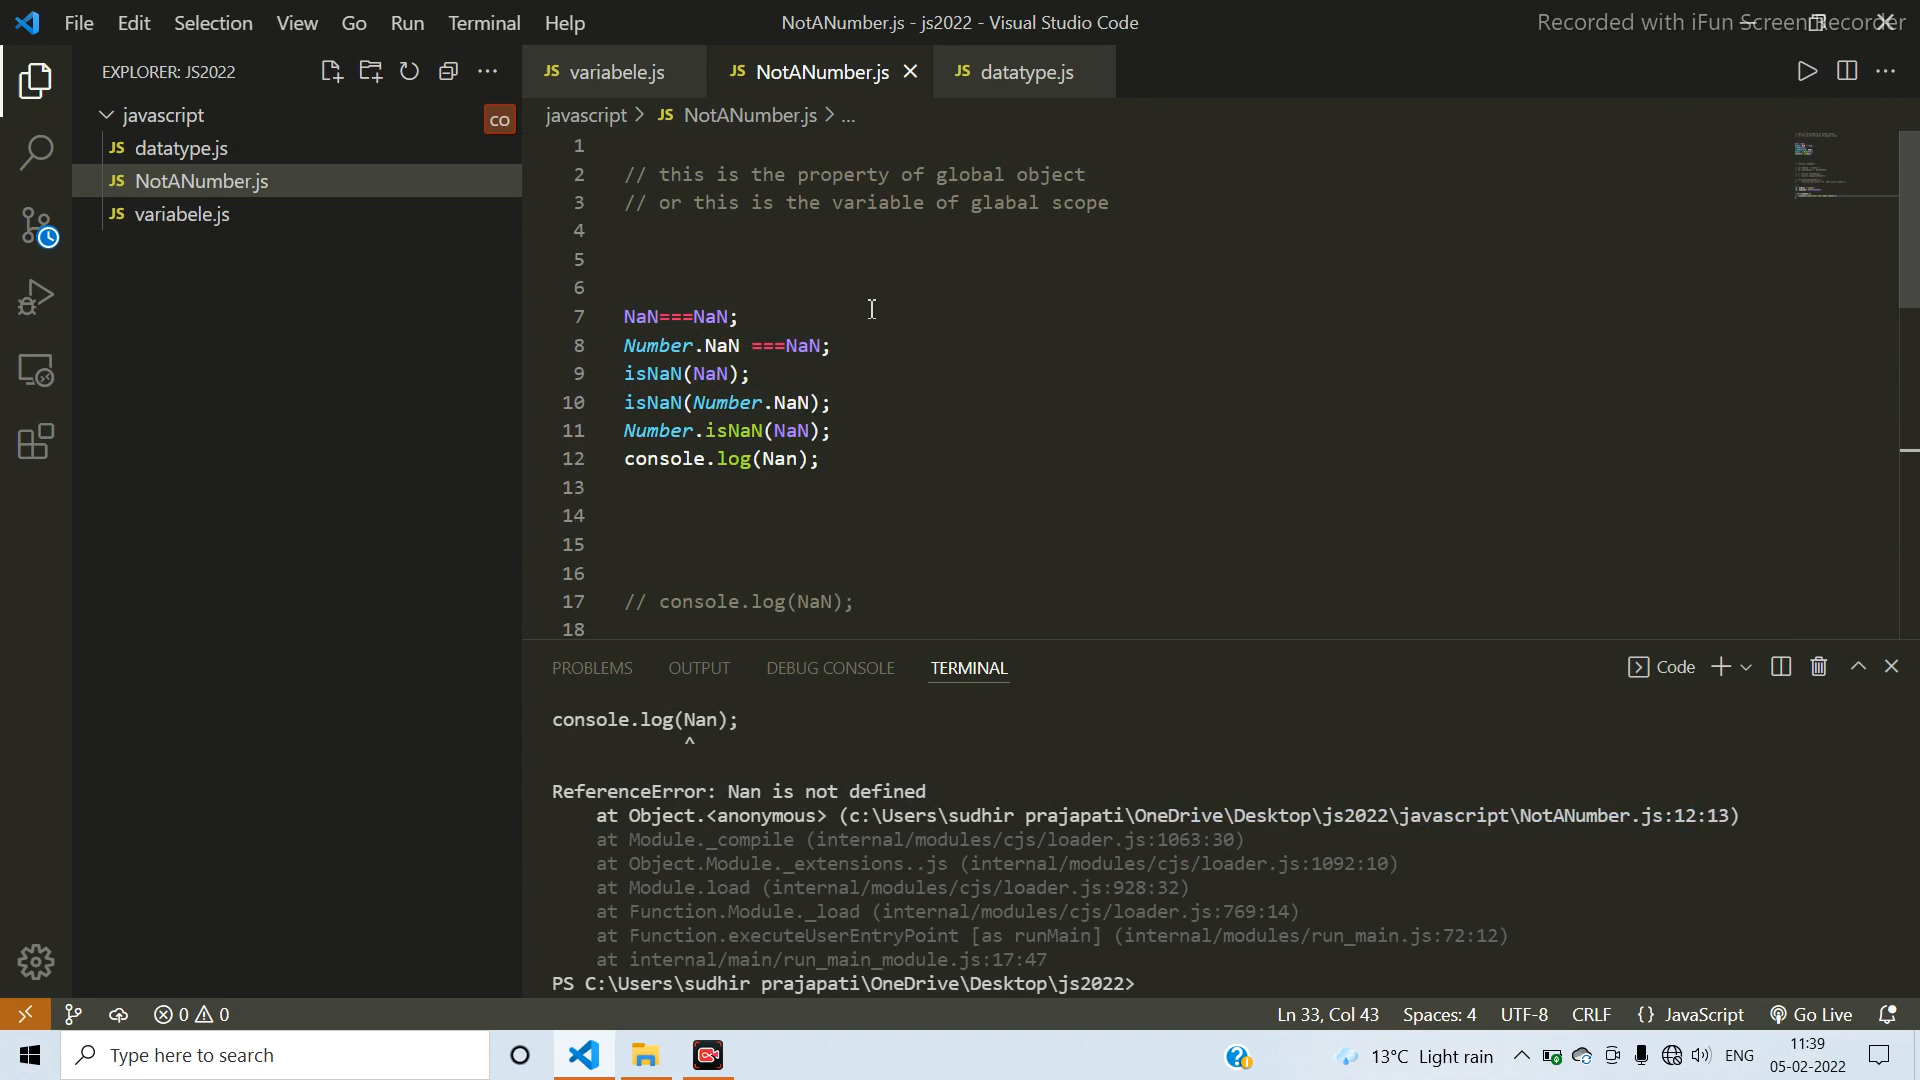 File Edit Selection View Go Run Terminal Help
NotANumber.js - js2022 - Visual Studio Code
Recorded with iFun Screen Recorder
EXPLORER: JS2022
JS variabele.js
JS NotANumber.js
JS datatype.js
javascript
CO
JS datatype.js
JS NotANumber.js
JS variabele.js
javascript > JS NotANumber.js > ...
1
2 // this is the property of global object
3 // or this is the variable of glabal scope
4
5
6
7 NaN===NaN;
8 Number.NaN ===NaN;
9 isNaN(NaN);
10 isNaN(Number.NaN);
11 Number.isNaN(NaN);
12 console.log(Nan);
13
14
15
16
17 // console.log(NaN);
18
PROBLEMS OUTPUT DEBUG CONSOLE TERMINAL
Code
console.log(Nan);
^
ReferenceError: Nan is not defined
at Object.<anonymous> (c:\Users\sudhir prajapati\OneDrive\Desktop\js2022\javascript\NotANumber.js:12:13)
at Module._compile (internal/modules/cjs/loader.js:1063:30)
at Object.Module._extensions..js (internal/modules/cjs/loader.js:1092:10)
at Module.load (internal/modules/cjs/loader.js:928:32)
at Function.Module._load (internal/modules/cjs/loader.js:769:14)
at Function.executeUserEntryPoint [as runMain] (internal/modules/run_main.js:72:12)
at internal/main/run_main_module.js:17:47
PS C:\Users\sudhir prajapati\OneDrive\Desktop\js2022>
0 0
Ln 33, Col 43 Spaces: 4 UTF-8 CRLF {} JavaScript Go Live
Type here to search
13°C Light rain
ENG
11:39
05-02-2022